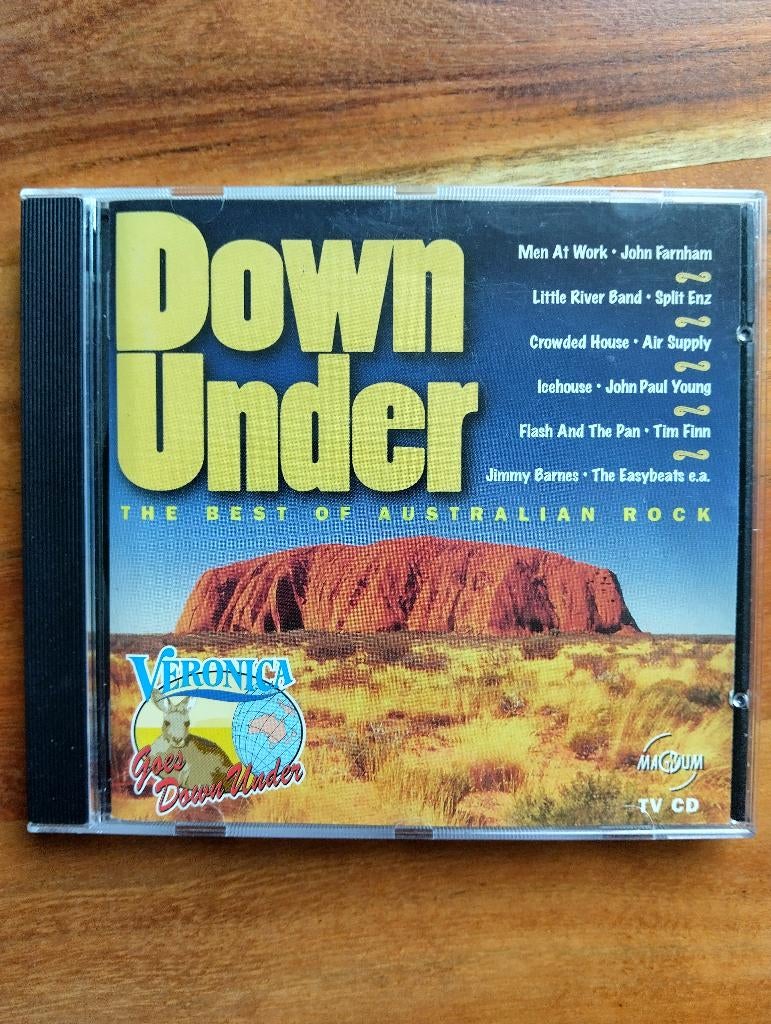 Down
Under
THE BEST OF AUSTRALIAN ROCK
Men At Work • John Farnham
Little River Band • Split Enz
Crowded House • Air Supply
Icehouse • John Paul Young
Flash And The Pan • Tim Finn
Jimmy Barnes • The Easybeats e.a.
VERONICA
Goes
Down Under
MAGNUM
TV CD